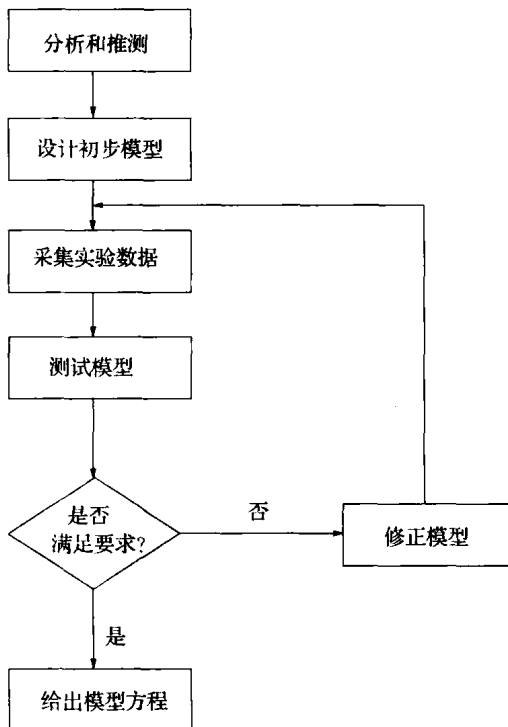 分析和推测
设计初步模型
采集实验数据
测试模型
是否
满足要求?
否
修正模型
是
给出模型方程